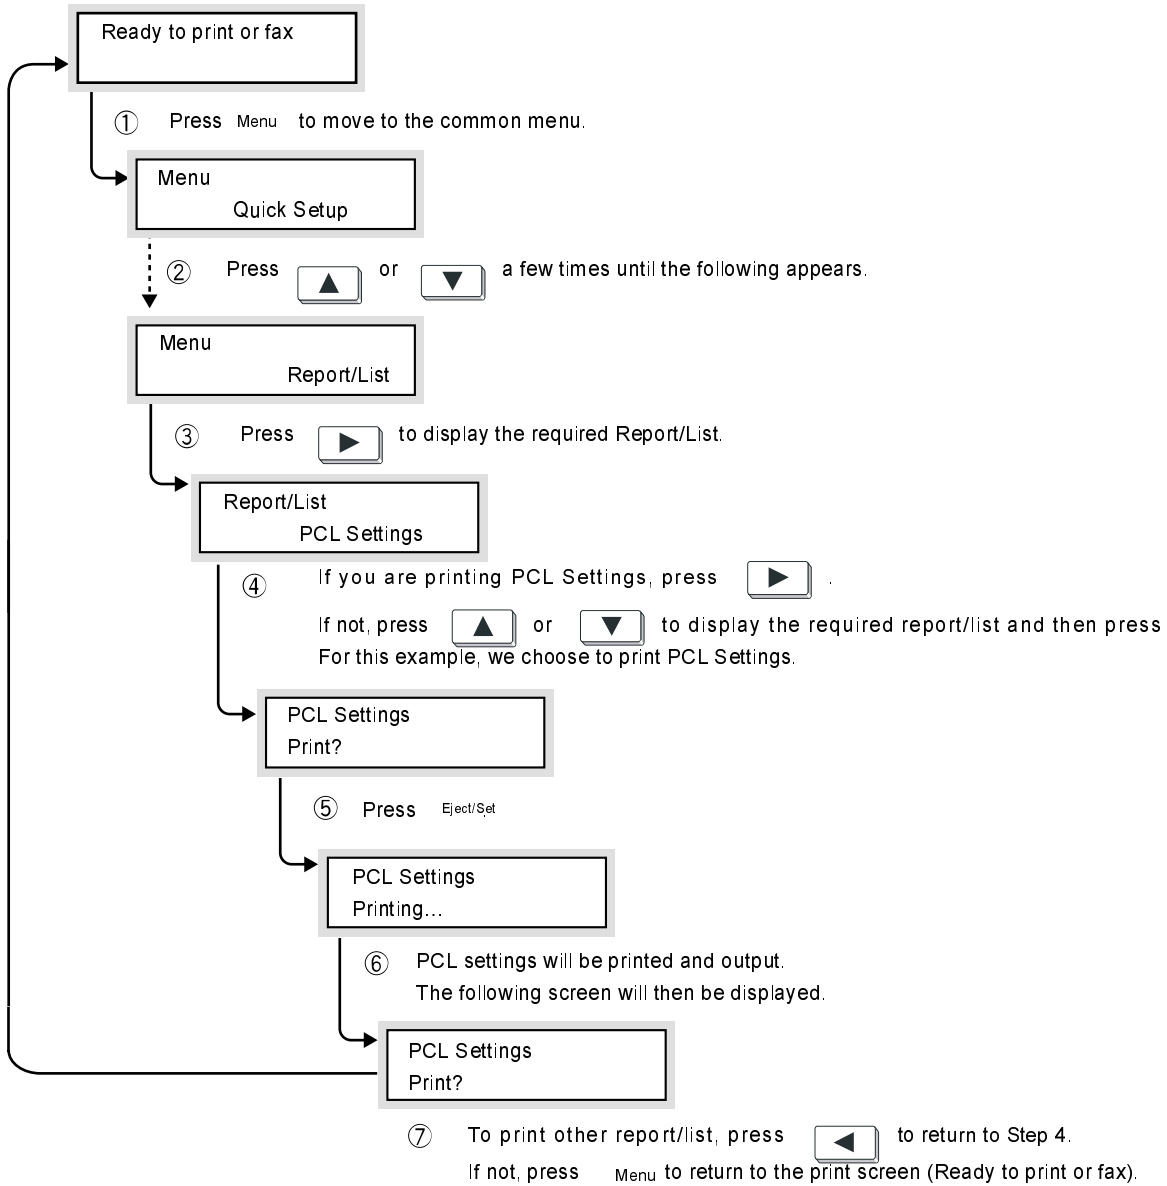 Ready to print or fax
① Press Menu to move to the common menu.
Menu
Quick Setup
② Press ▲ or ▼ a few times until the following appears.
Menu
Report/List
③ Press ▶ to display the required Report/List.
Report/List
PCL Settings
④ If you are printing PCL Settings, press ▶ .
If not, press ▲ or ▼ to display the required report/list and then press
For this example, we choose to print PCL Settings.
PCL Settings
Print?
⑤ Press Eject/Set
PCL Settings
Printing...
⑥ PCL settings will be printed and output.
The following screen will then be displayed.
PCL Settings
Print?
⑦ To print other report/list, press ◀ to return to Step 4.
If not, press Menu to return to the print screen (Ready to print or fax).